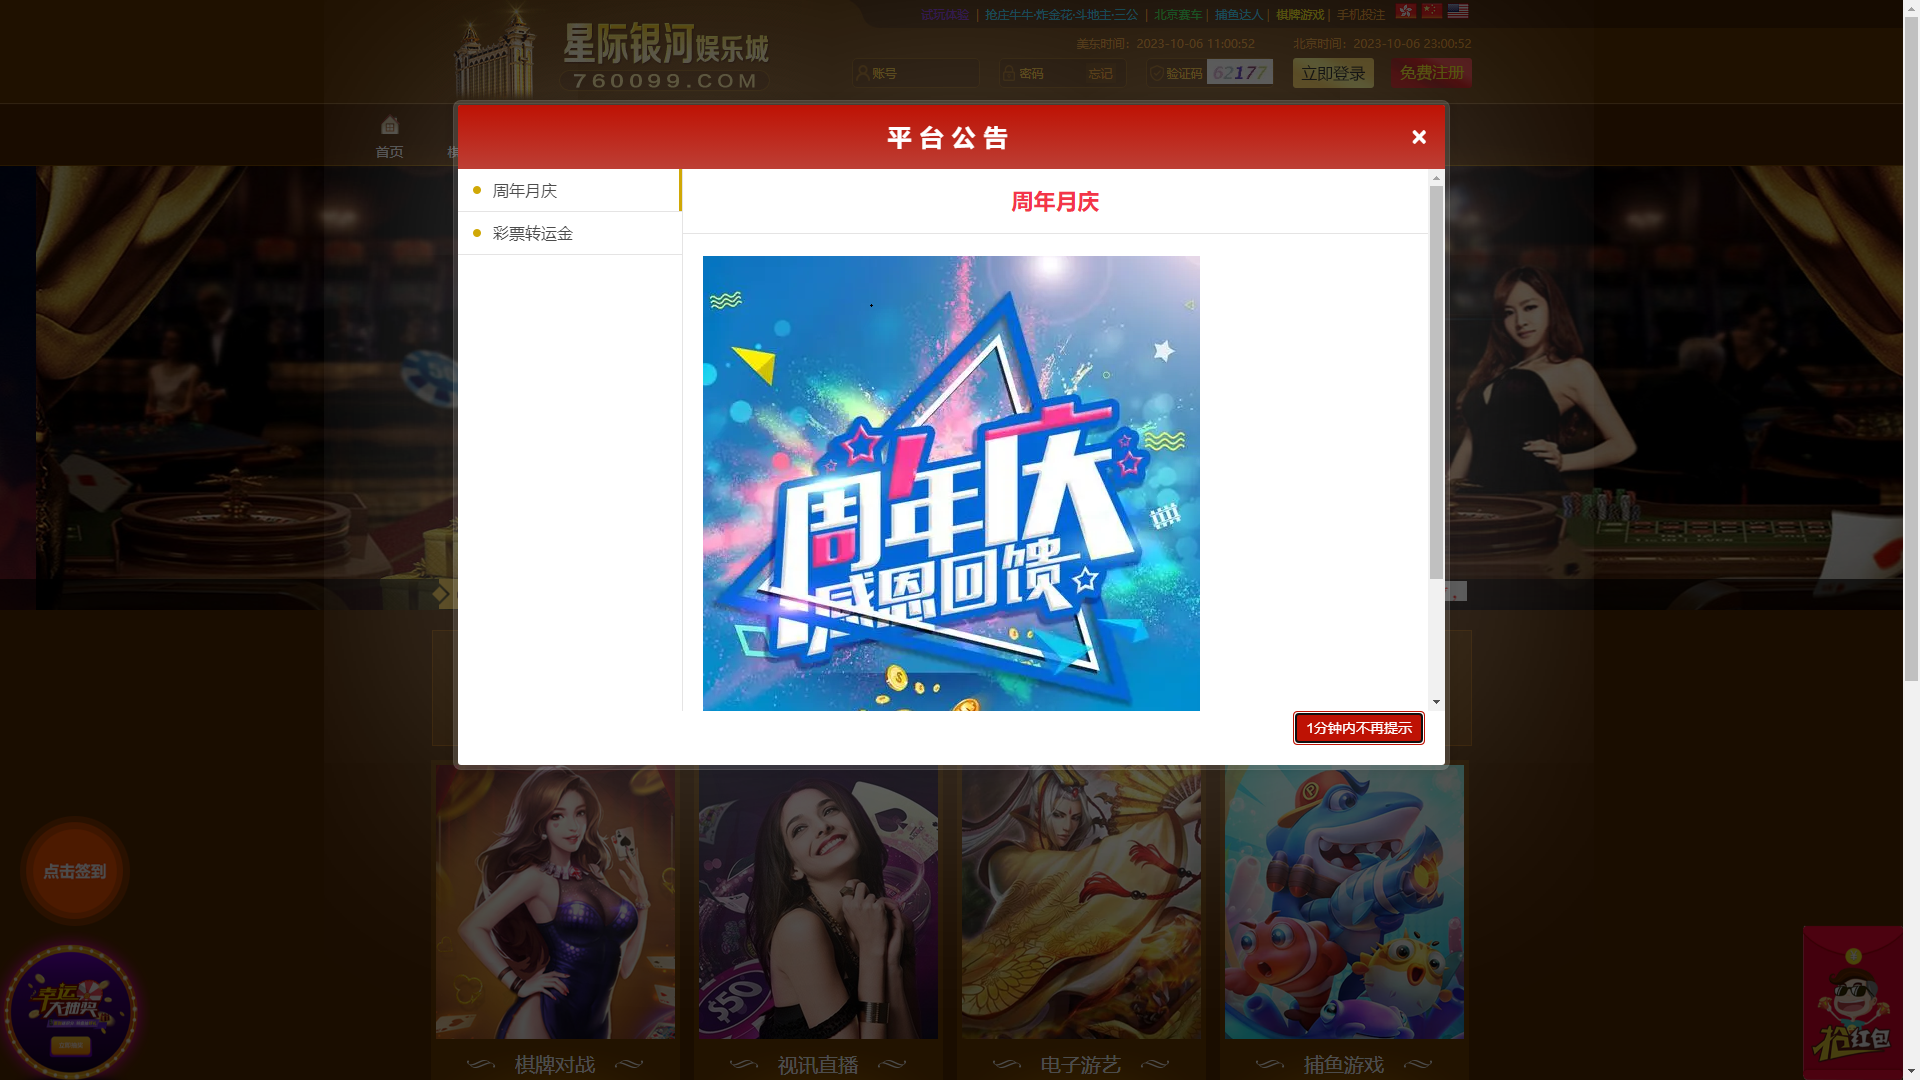 试玩体验 | 抢庄牛牛·炸金花·斗地主·三公 | 北京赛车 | 捕鱼达人 | 棋牌游戏 | 手机投注
星际银河娱乐城
760099.COM
美东时间：2023-10-06 11:00:52 北京时间：2023-10-06 23:00:52
账号 密码 忘记 验证码 62177 立即登录 免费注册
首页
平台公告
×
周年月庆
彩票转运金
周年月庆
周年庆
感恩回馈
1分钟内不再提示
点击签到
幸运
大抽奖
$50
抢红包
棋牌对战 视讯直播 电子游艺 捕鱼游戏